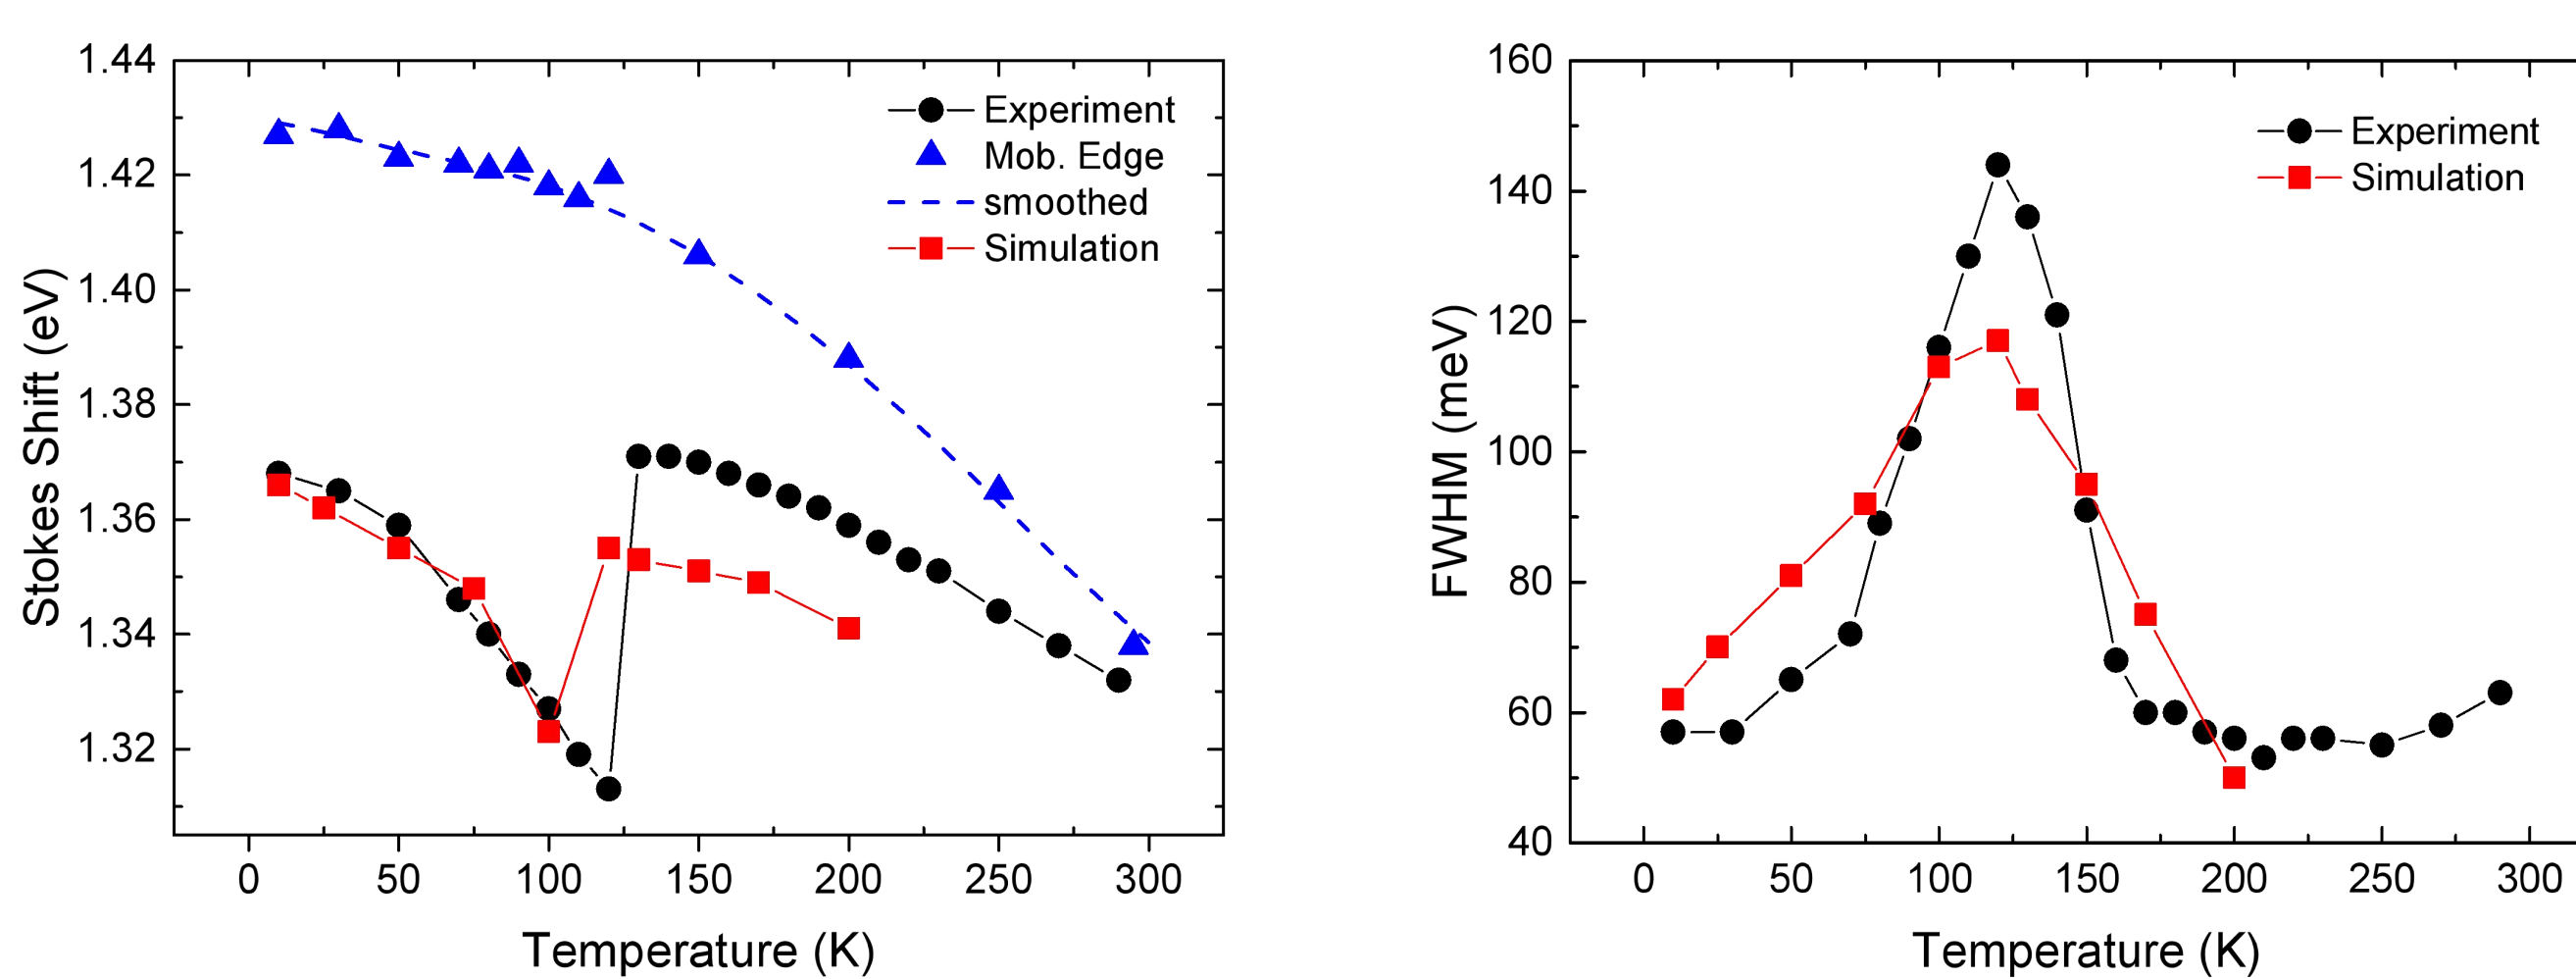 1.44
1.42
1.40
1.38
1.36
1.34
1.32
Stokes Shift (eV)
Experiment
Mob. Edge
smoothed
Simulation
0 50 100 150 200 250 300
Temperature (K)
160
140
120
100
80
60
40
FWHM (meV)
Experiment
Simulation
0 50 100 150 200 250 300
Temperature (K)